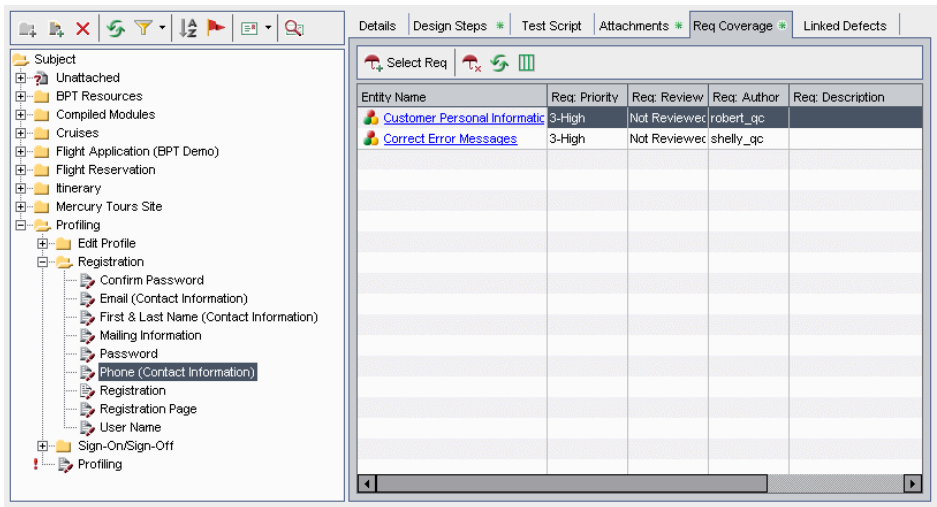 Details Design Steps * Test Script Attachments * Req Coverage * Linked Defects
Select Req
Subject
Unattached
BPT Resources
Compiled Modules
Cruises
Flight Application (BPT Demo)
Flight Reservation
Itinerary
Mercury Tours Site
Profiling
Edit Profile
Registration
Confirm Password
Email (Contact Information)
First & Last Name (Contact Information)
Mailing Information
Password
Phone (Contact Information)
Registration
Registration Page
User Name
Sign-On/Sign-Off
! Profiling
Entity Name Req: Priority Req: Review Req: Author Req: Description
Customer Personal Informatic 3-High Not Reviewec robert_qc
Correct Error Messages 3-High Not Reviewec shelly_qc